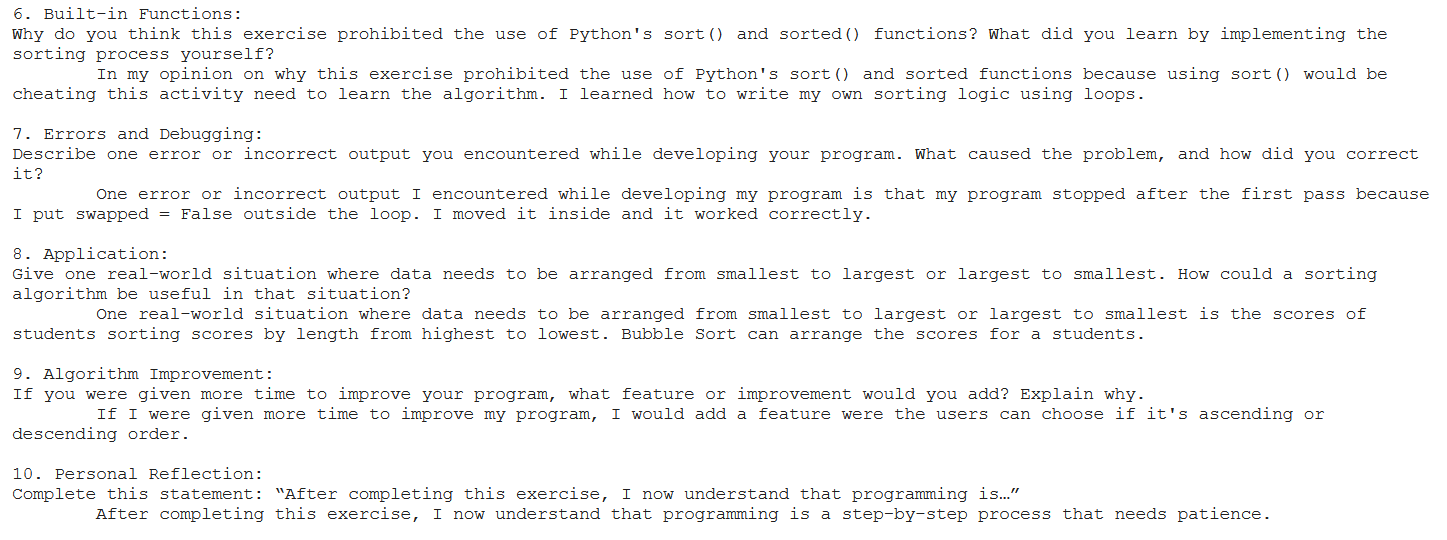 6. Built-in Functions:
Why do you think this exercise prohibited the use of Python's sort() and sorted() functions? What did you learn by implementing the
sorting process yourself?
In my opinion on why this exercise prohibited the use of Python's sort() and sorted functions because using sort() would be
cheating this activity need to learn the algorithm. I learned how to write my own sorting logic using loops.
7. Errors and Debugging:
Describe one error or incorrect output you encountered while developing your program. What caused the problem, and how did you correct
it?
One error or incorrect output I encountered while developing my program is that my program stopped after the first pass because
I put swapped = False outside the loop. I moved it inside and it worked correctly.
8. Application:
Give one real-world situation where data needs to be arranged from smallest to largest or largest to smallest. How could a sorting
algorithm be useful in that situation?
One real-world situation where data needs to be arranged from smallest to largest or largest to smallest is the scores of
students sorting scores by length from highest to lowest. Bubble Sort can arrange the scores for a students.
9. Algorithm Improvement:
If you were given more time to improve your program, what feature or improvement would you add? Explain why.
If I were given more time to improve my program, I would add a feature were the users can choose if it's ascending or
descending order.
10. Personal Reflection:
Complete this statement: “After completing this exercise, I now understand that programming is…”
After completing this exercise, I now understand that programming is a step-by-step process that needs patience.